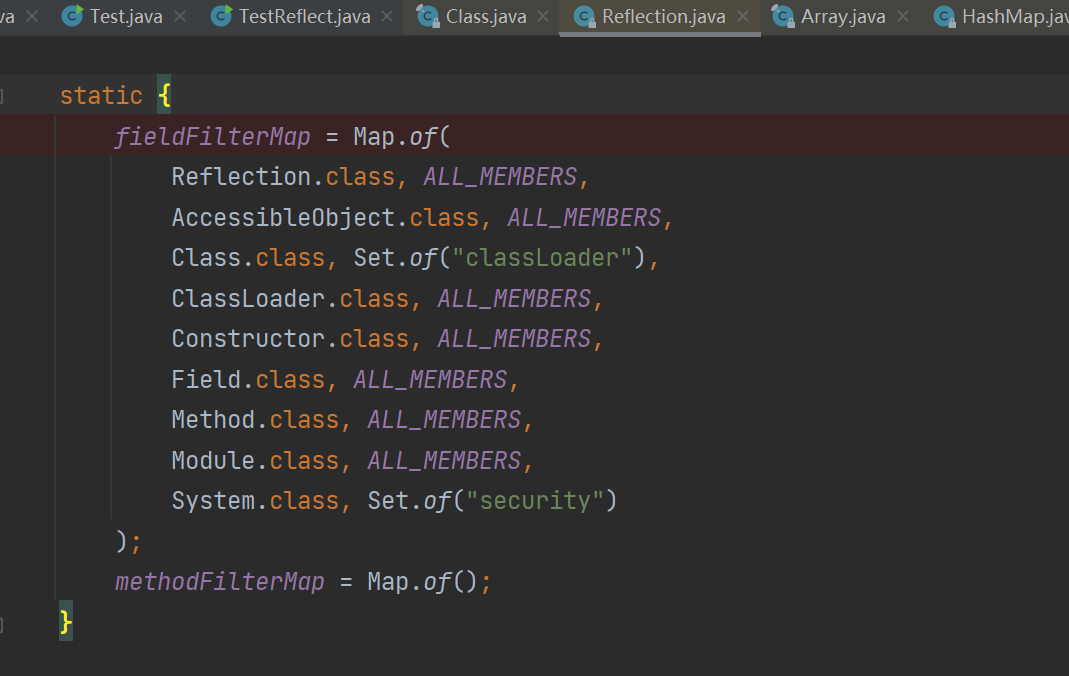 va Test.java TestReflect.java Class.java Reflection.java Array.java HashMap.jav
static {
fieldFilterMap = Map.of(
Reflection.class, ALL_MEMBERS,
AccessibleObject.class, ALL_MEMBERS,
Class.class, Set.of("classLoader"),
ClassLoader.class, ALL_MEMBERS,
Constructor.class, ALL_MEMBERS,
Field.class, ALL_MEMBERS,
Method.class, ALL_MEMBERS,
Module.class, ALL_MEMBERS,
System.class, Set.of("security")
);
methodFilterMap = Map.of();
}